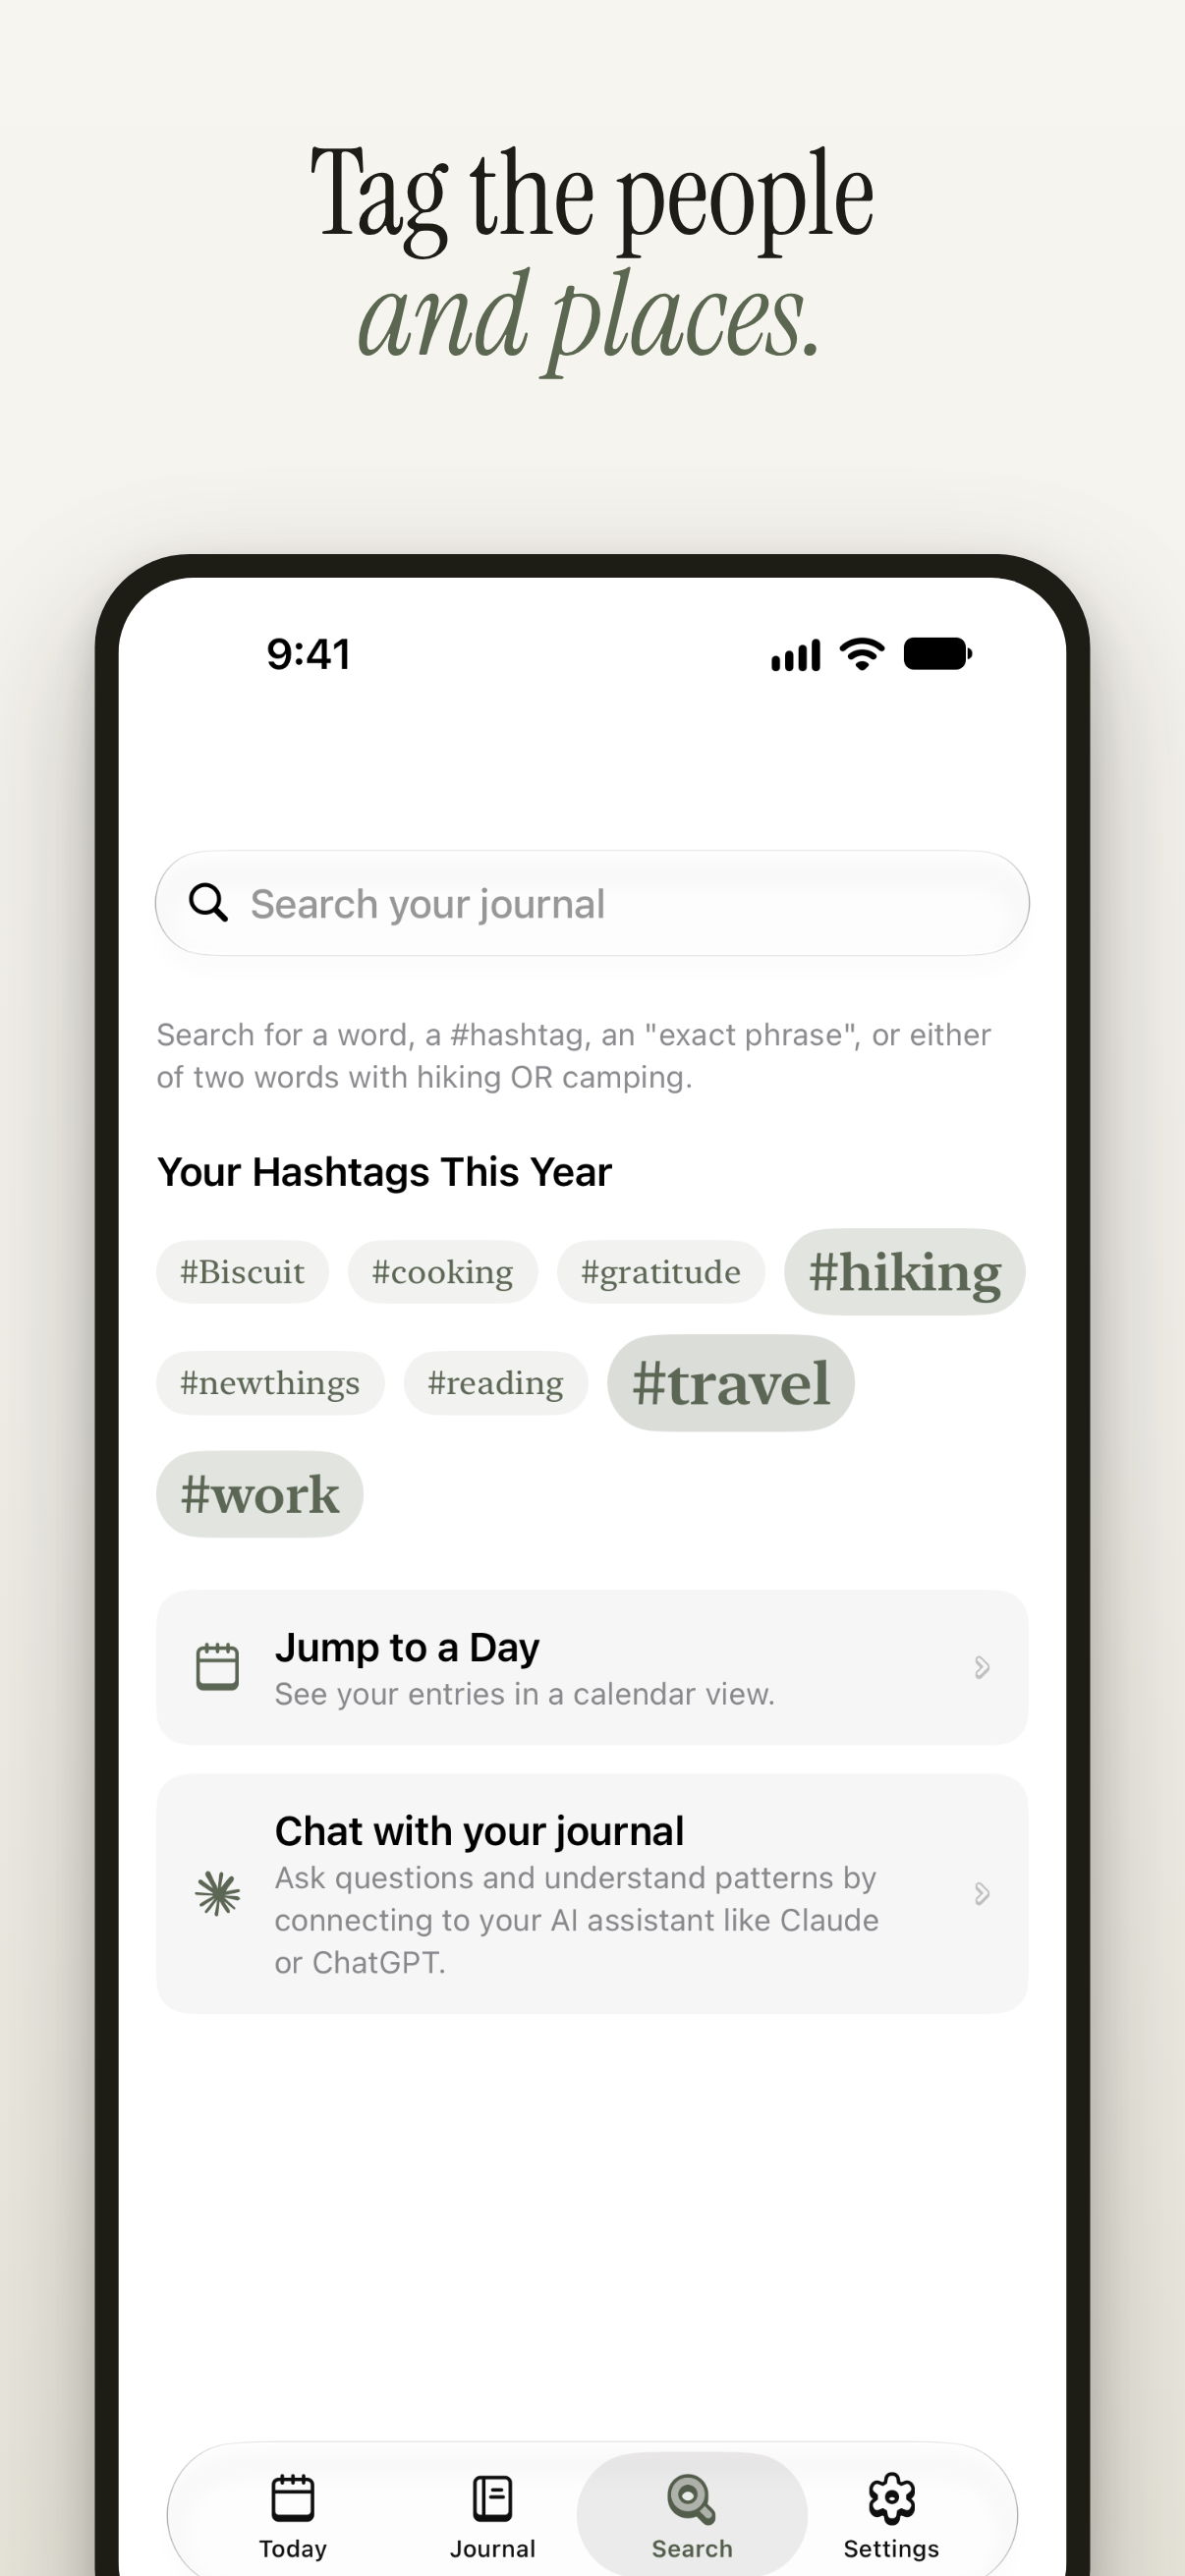 Tag the people
and places.
9:41
Search your journal
Search for a word, a #hashtag, an "exact phrase", or either
of two words with hiking OR camping.
Your Hashtags This Year
#Biscuit #cooking #gratitude #hiking
#newthings #reading #travel
#work
Jump to a Day
See your entries in a calendar view.
Chat with your journal
Ask questions and understand patterns by
connecting to your AI assistant like Claude
or ChatGPT.
Today Journal Search Settings